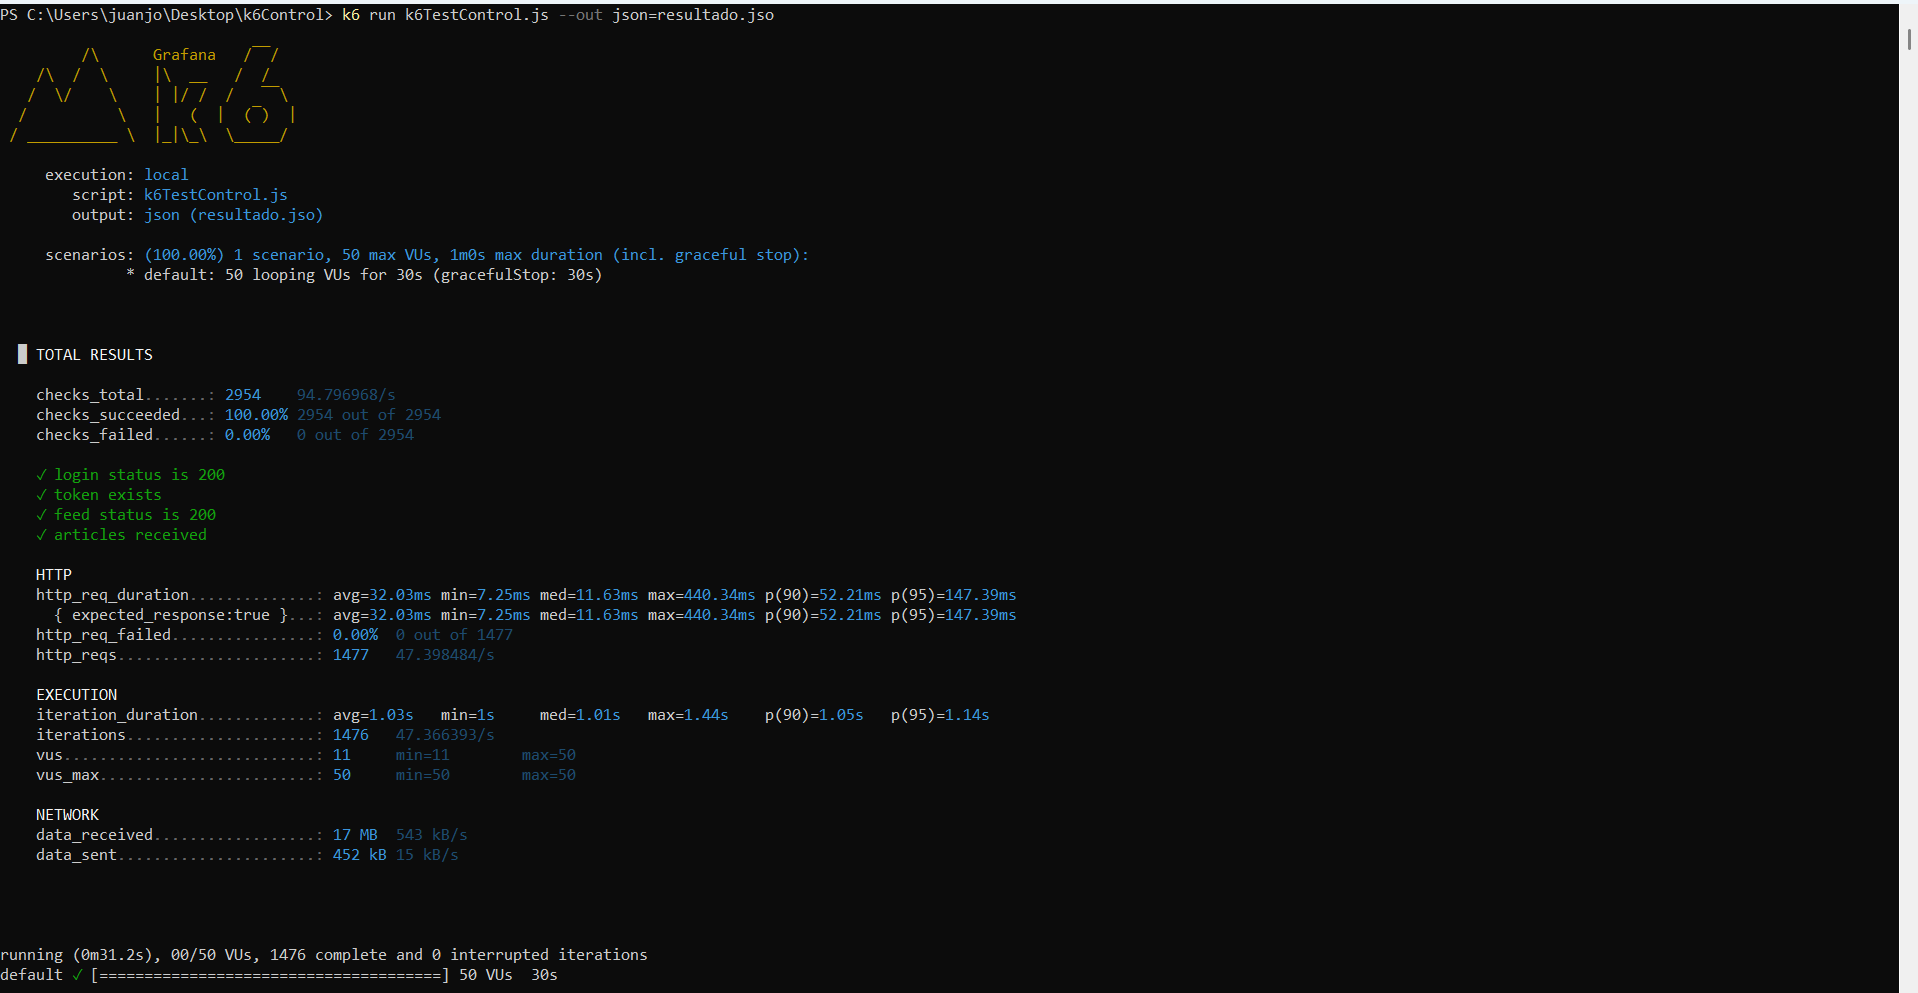 PS C:\Users\juanjo\Desktop\k6Control> k6 run k6TestControl.js --out json=resultado.jso
Grafana
k6
execution: local
script: k6TestControl.js
output: json (resultado.jso)
scenarios: (100.00%) 1 scenario, 50 max VUs, 1m0s max duration (incl. graceful stop):
* default: 50 looping VUs for 30s (gracefulStop: 30s)
█ TOTAL RESULTS
checks_total.......: 2954    94.796968/s
checks_succeeded...: 100.00% 2954 out of 2954
checks_failed......: 0.00%   0 out of 2954
✓ login status is 200
✓ token exists
✓ feed status is 200
✓ articles received
HTTP
http_req_duration..............: avg=32.03ms min=7.25ms med=11.63ms max=440.34ms p(90)=52.21ms p(95)=147.39ms
{ expected_response:true }...: avg=32.03ms min=7.25ms med=11.63ms max=440.34ms p(90)=52.21ms p(95)=147.39ms
http_req_failed................: 0.00%  0 out of 1477
http_reqs......................: 1477   47.398484/s
EXECUTION
iteration_duration.............: avg=1.03s   min=1s     med=1.01s   max=1.44s    p(90)=1.05s   p(95)=1.14s
iterations.....................: 1476   47.366393/s
vus............................: 11     min=11        max=50
vus_max........................: 50     min=50        max=50
NETWORK
data_received..................: 17 MB  543 kB/s
data_sent......................: 452 kB 15 kB/s
running (0m31.2s), 00/50 VUs, 1476 complete and 0 interrupted iterations
default ✓ [======================================] 50 VUs  30s